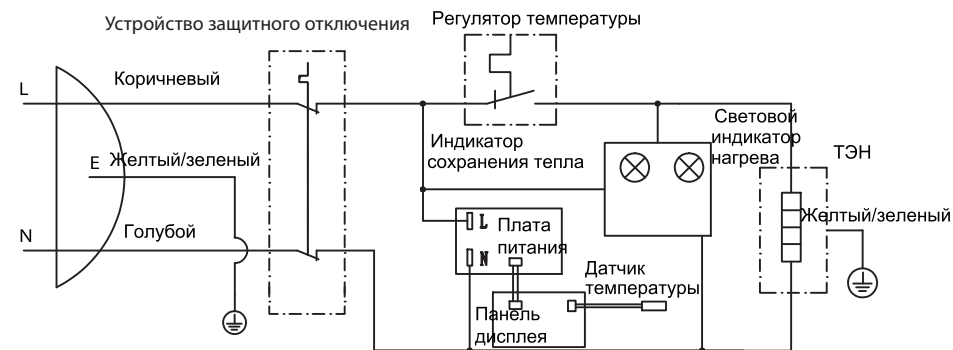 Устройство защитного отключения
Регулятор температуры
L
Коричневый
Индикатор
сохранения тепла
Световой
индикатор
нагрева
ТЭН
E
Желтый/зеленый
N
Голубой
L
N
Плата
питания
Желтый/зеленый
Датчик
температуры
Панель
дисплея